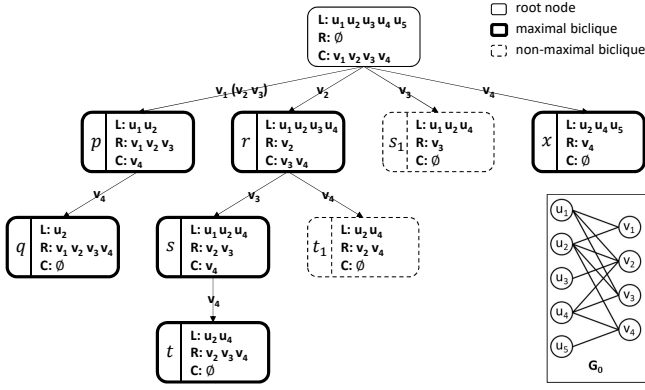 L: u₁ u₂ u₃ u₄ u₅
R: ∅
C: v₁ v₂ v₃ v₄
root node
maximal biclique
non-maximal biclique
v₁ (v₂ v₃)
v₂
v₃
v₄
p
L: u₁ u₂
R: v₁ v₂ v₃
C: v₄
r
L: u₁ u₂ u₃ u₄
R: v₂
C: v₃ v₄
s₁
L: u₁ u₂ u₄
R: v₃
C: ∅
x
L: u₂ u₄ u₅
R: v₄
C: ∅
v₄
v₃
v₄
q
L: u₂
R: v₁ v₂ v₃ v₄
C: ∅
s
L: u₁ u₂ u₄
R: v₂ v₃
C: v₄
t₁
L: u₂ u₄
R: v₂ v₄
C: ∅
v₄
t
L: u₂ u₄
R: v₂ v₃ v₄
C: ∅
u₁
u₂
u₃
u₄
u₅
v₁
v₂
v₃
v₄
G₀